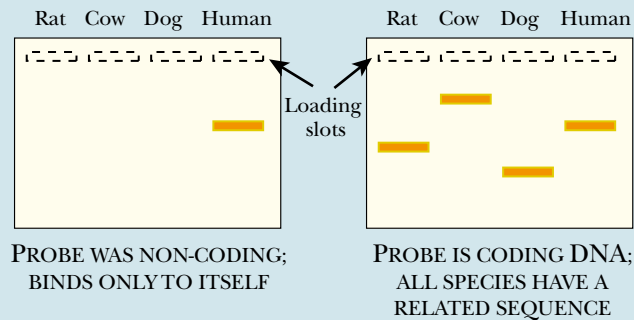 Rat Cow Dog Human
Rat Cow Dog Human
Loading
slots
PROBE WAS NON-CODING;
BINDS ONLY TO ITSELF
PROBE IS CODING DNA;
ALL SPECIES HAVE A
RELATED SEQUENCE